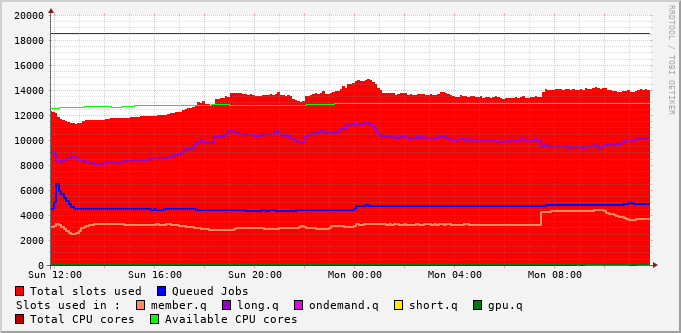 20000
18000
16000
14000
12000
10000
8000
6000
4000
2000
0
Sun 12:00 Sun 16:00 Sun 20:00 Mon 00:00 Mon 04:00 Mon 08:00
Total slots used Queued Jobs
Slots used in : member.q long.q ondemand.q short.q gpu.q
Total CPU cores Available CPU cores
RRDTOOL / TOBI OETIKER